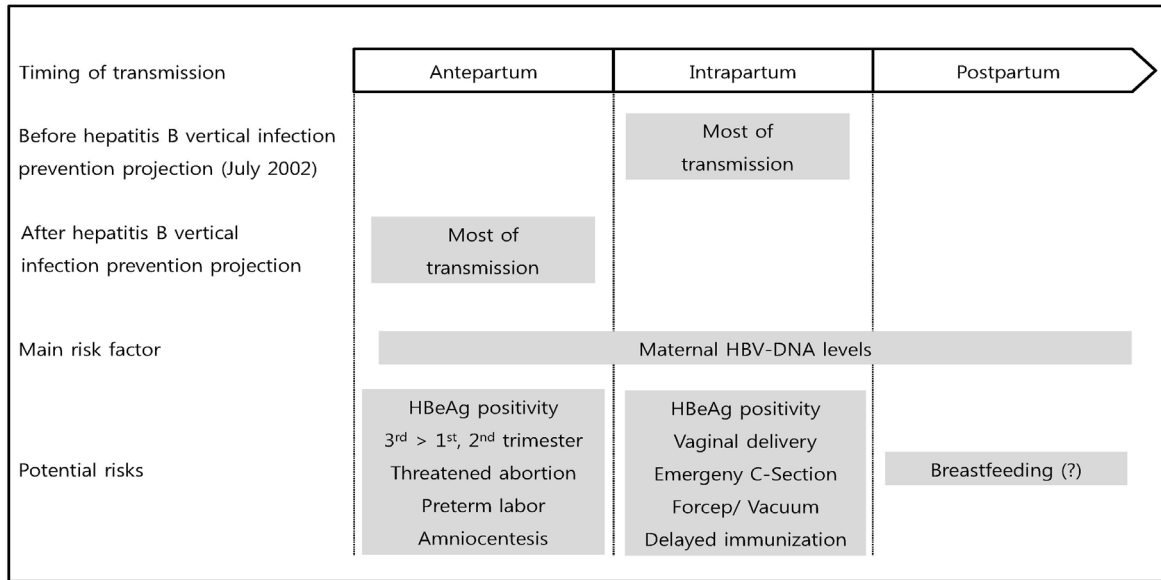 Timing of transmission
Antepartum
Intrapartum
Postpartum
Before hepatitis B vertical infection
prevention projection (July 2002)
Most of
transmission
After hepatitis B vertical
infection prevention projection
Most of
transmission
Main risk factor
Maternal HBV-DNA levels
Potential risks
HBeAg positivity
3rd > 1st, 2nd trimester
Threatened abortion
Preterm labor
Amniocentesis
HBeAg positivity
Vaginal delivery
Emergeny C-Section
Forcep/ Vacuum
Delayed immunization
Breastfeeding (?)